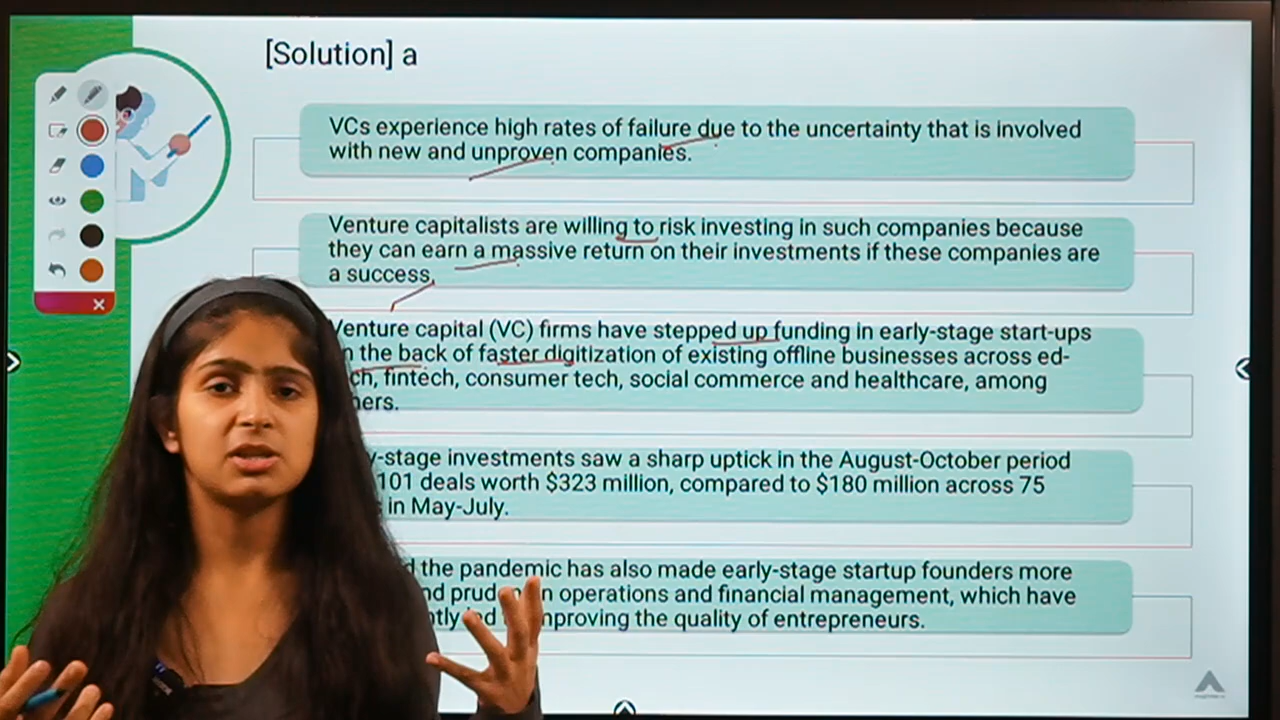 [Solution] a
VCs experience high rates of failure due to the uncertainty that is involved
with new and unproven companies.
Venture capitalists are willing to risk investing in such companies because
they can earn a massive return on their investments if these companies are
a success.
Venture capital (VC) firms have stepped up funding in early-stage start-ups
the back of faster digitization of existing offline businesses across ed-
fintech, consumer tech, social commerce and healthcare, among
-stage investments saw a sharp uptick in the August-October period
101 deals worth $323 million, compared to $180 million across 75
in May-July.
the pandemic has also made early-stage startup founders more
operations and financial management, which have
improving the quality of entrepreneurs.